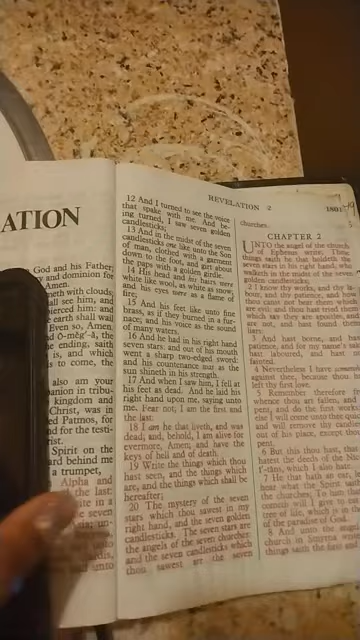 ATION
God and his Father;
and dominion for
Amen.
meth with clouds;
all see him, and
pierced him: and
e earth shall wail
Even so, Amen.
d ō-mĕg´-ă, the
ending, saith
is, and which
is to come, the
also am your
anion in tribu-
kingdom and
Christ, was in
ed Patmos, for
and for the testi-
rist.
Spirit on the
ard behind me
a trumpet,
Alpha and
the last:
seven
unto
REVELATION 2
12 And I turned to see the voice
that spake with me. And be-
ing turned, I saw seven golden
candlesticks;
13 And in the midst of the seven
candlesticks one like unto the Son
of man, clothed with a garment
down to the foot, and girt about
the paps with a golden girdle.
14 His head and his hairs were
white like wool, as white as snow;
and his eyes were as a flame of
fire;
15 And his feet like unto fine
brass, as if they burned in a fur-
nace; and his voice as the sound
of many waters.
16 And he had in his right hand
seven stars: and out of his mouth
went a sharp two-edged sword:
and his countenance was as the
sun shineth in his strength.
17 And when I saw him, I fell at
his feet as dead. And he laid his
right hand upon me, saying unto
me, Fear not; I am the first and
the last:
18 I am he that liveth, and was
dead; and, behold, I am alive for
evermore, Amen; and have the
keys of hell and of death.
19 Write the things which thou
hast seen, and the things which
are, and the things which shall be
hereafter;
20 The mystery of the seven
stars which thou sawest in my
right hand, and the seven golden
candlesticks. The seven stars are
the angels of the seven churches:
and the seven candlesticks which
thou sawest are the seven
churches.
CHAPTER 2
UNTO the angel of the church
of Ephesus write; These
things saith he that holdeth the
seven stars in his right hand, who
walketh in the midst of the seven
golden candlesticks;
2 I know thy works, and thy la-
bour, and thy patience, and how
thou canst not bear them which
are evil: and thou hast tried them
which say they are apostles, and
are not, and hast found them
liars:
3 And hast borne, and hast
patience, and for my name's sake
hast laboured, and hast not
fainted.
4 Nevertheless I have somewhat
against thee, because thou hast
left thy first love.
5 Remember therefore from
whence thou art fallen, and re-
pent, and do the first works; or
else I will come unto thee quickly,
and will remove thy candlestick
out of his place, except thou re-
pent.
6 But this thou hast, that thou
hatest the deeds of the
which I also hate.
7 He that hath an ear, let him
hear what the Spirit saith unto
the churches; To him that over-
cometh will I give to eat of the
tree of life, which is in the midst
of the paradise of God.
8 And unto the angel of the
church in Smyrna write; These
things saith the first and